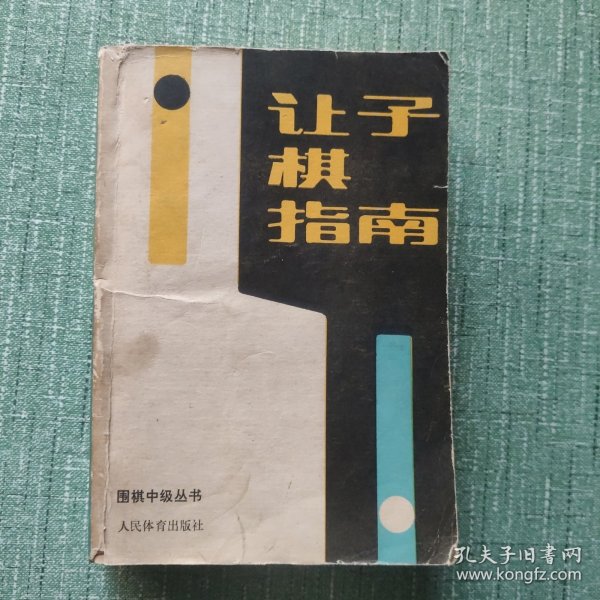 让子
棋
指南
围棋中级丛书
人民体育出版社
孔夫子旧书网
www.kongfz.com